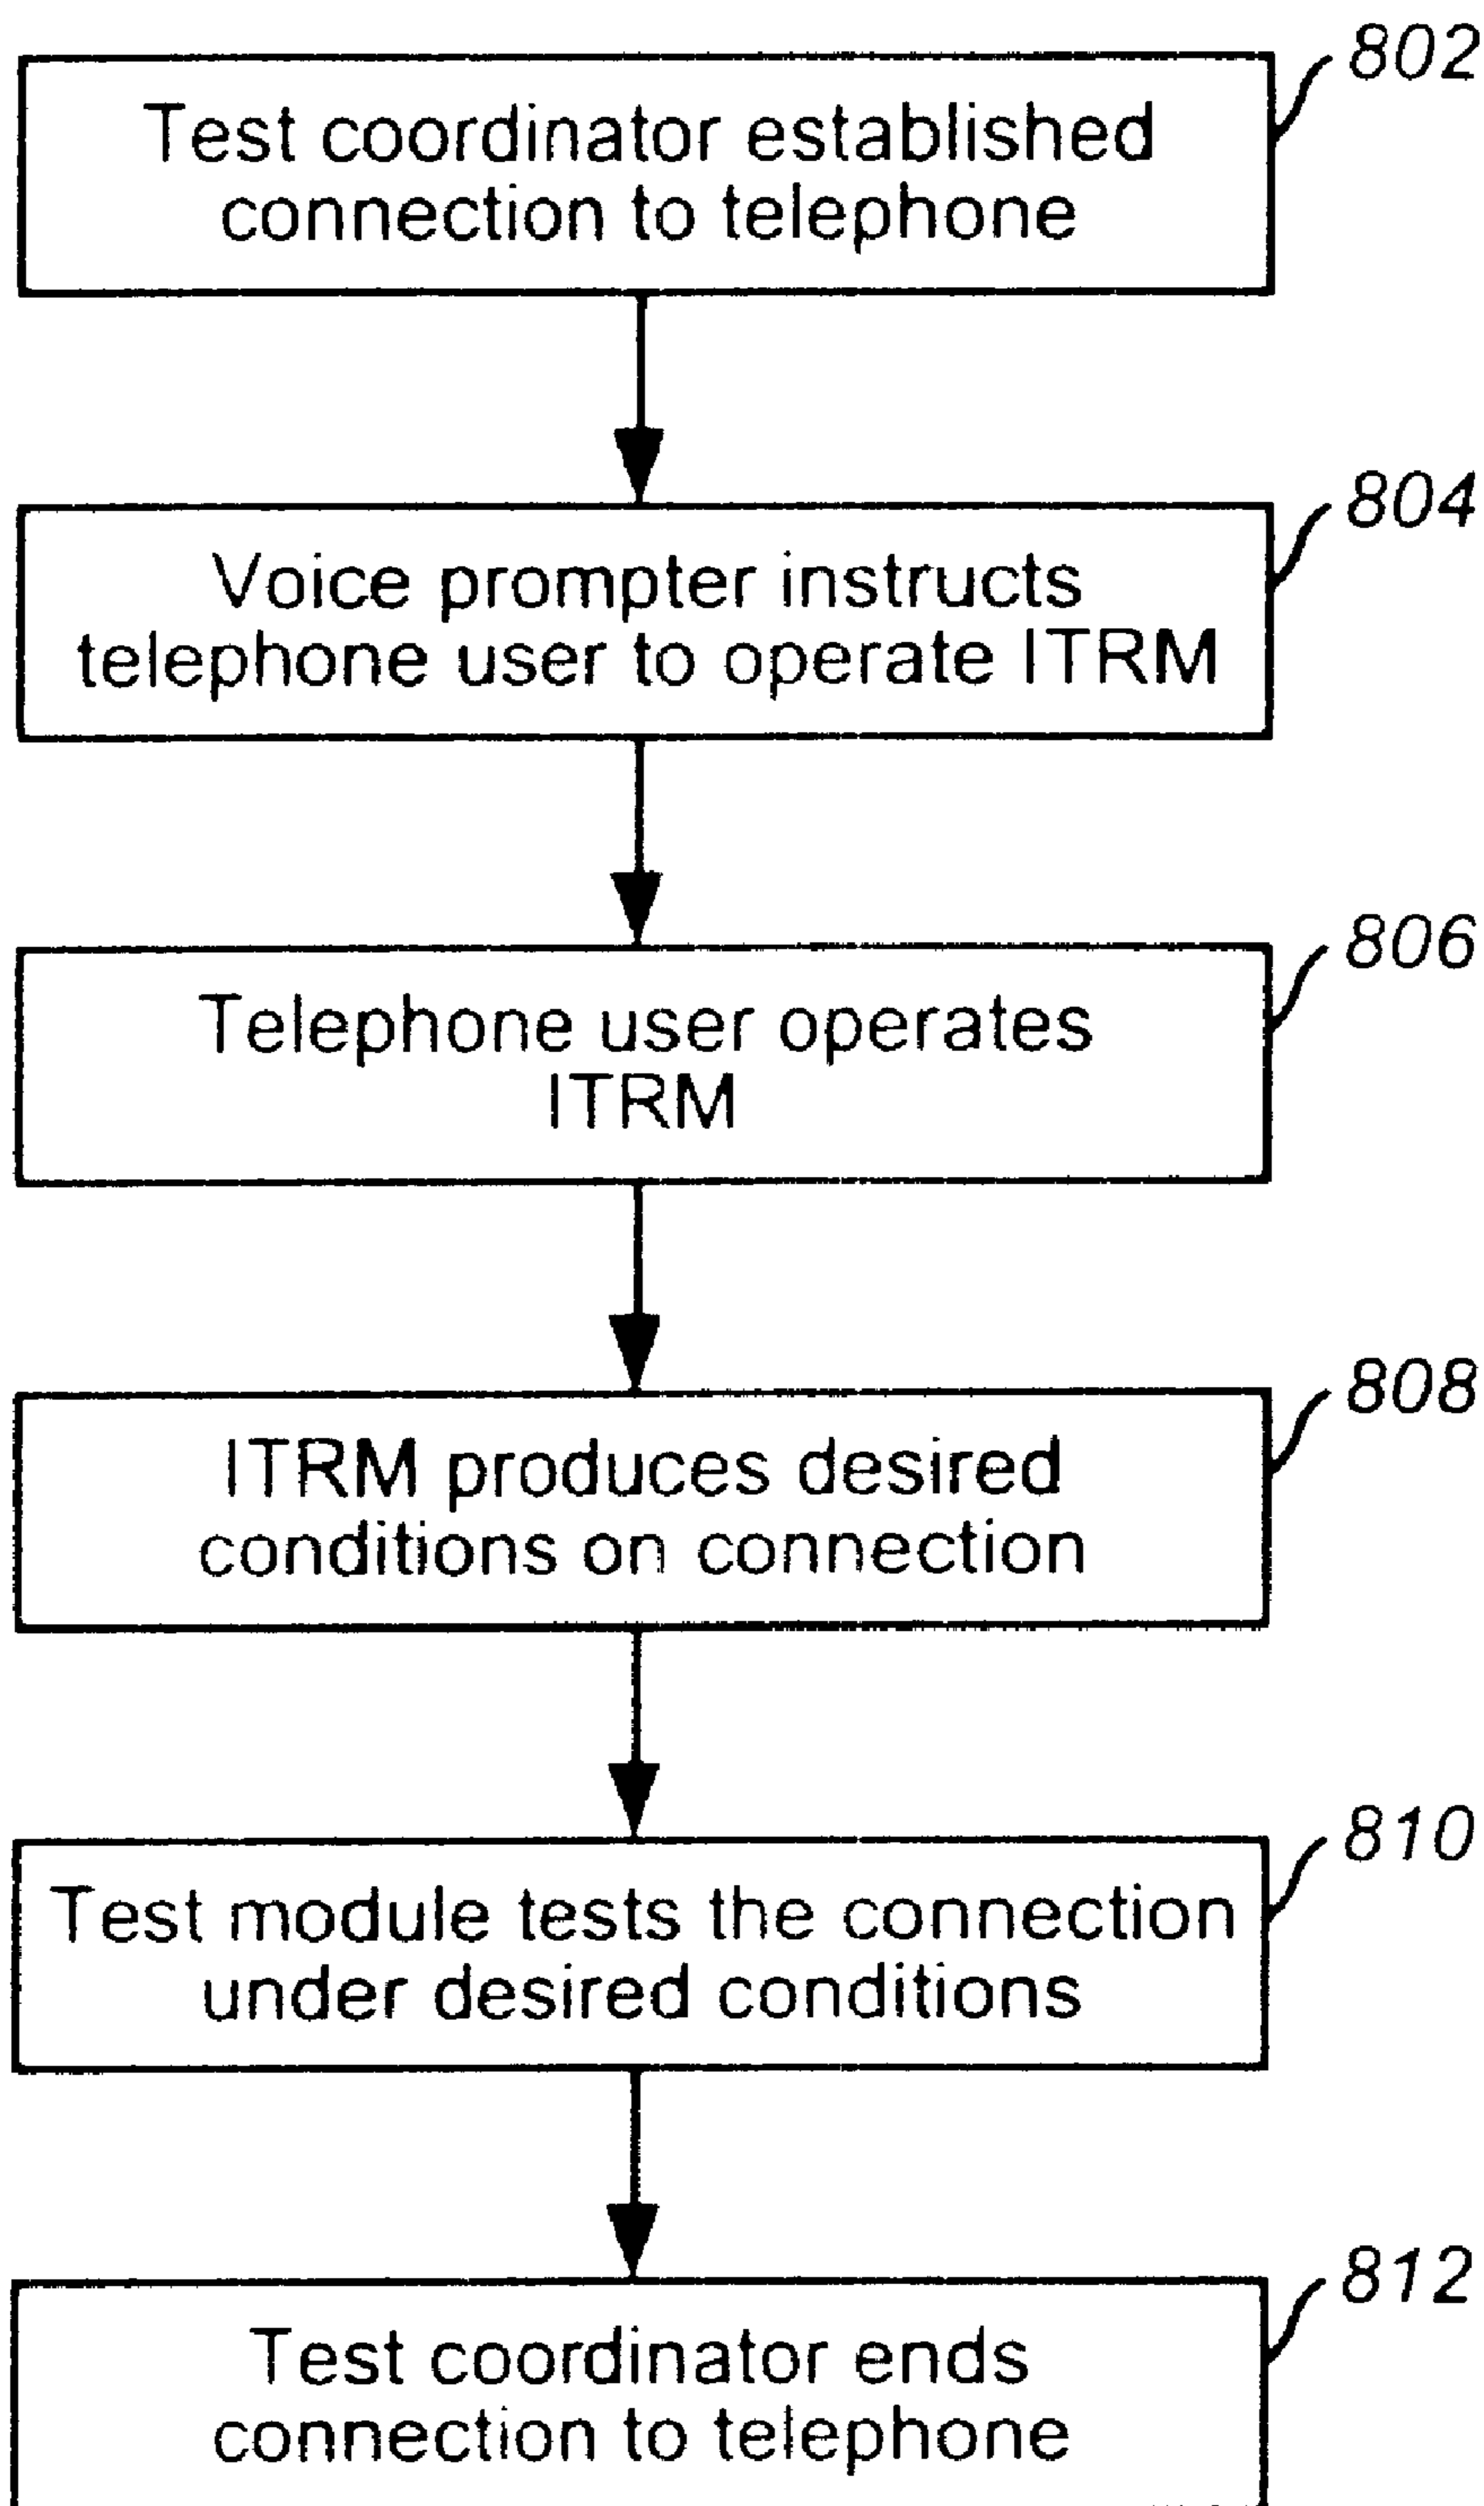 802
Test coordinator established
connection to telephone
804
Voice prompter instructs
telephone user to operate ITRM
806
Telephone user operates
ITRM
808
ITRM produces desired
conditions on connection
810
Test module tests the connection
under desired conditions
812
Test coordinator ends
connection to telephone